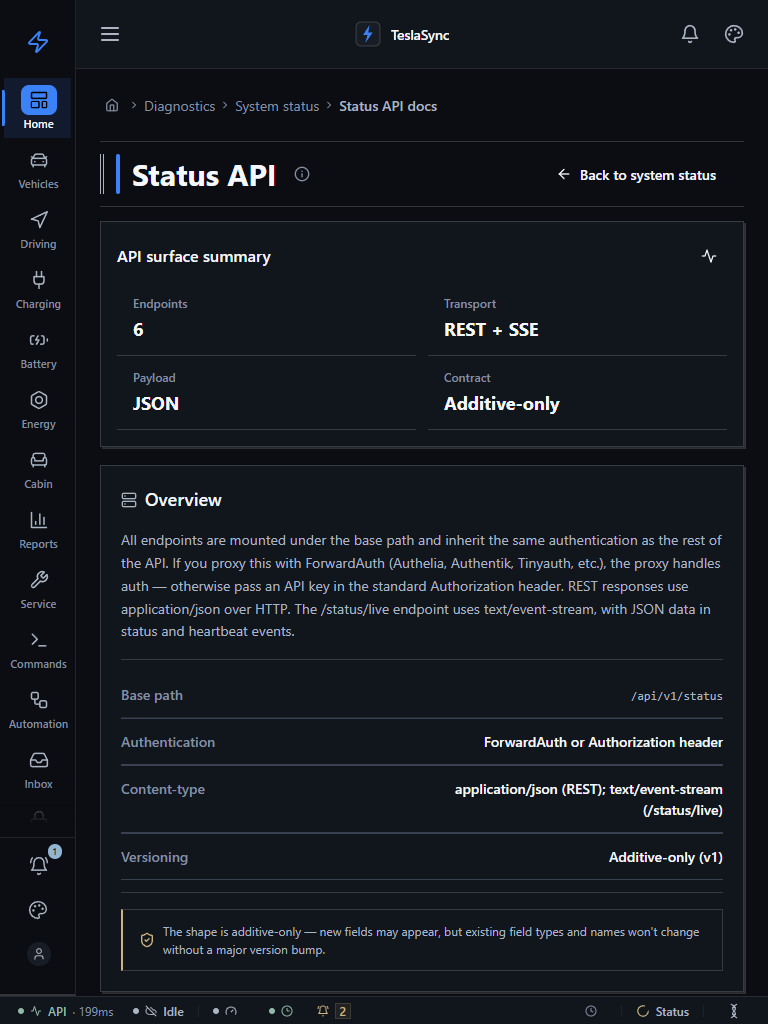 TeslaSync
Home
Vehicles
Driving
Charging
Battery
Energy
Cabin
Reports
Service
Commands
Automation
Inbox
1
Diagnostics > System status > Status API docs
Status API
Back to system status
API surface summary
Endpoints
6
Transport
REST + SSE
Payload
JSON
Contract
Additive-only
Overview
All endpoints are mounted under the base path and inherit the same authentication as the rest of
the API. If you proxy this with ForwardAuth (Authelia, Authentik, Tinyauth, etc.), the proxy handles
auth — otherwise pass an API key in the standard Authorization header. REST responses use
application/json over HTTP. The /status/live endpoint uses text/event-stream, with JSON data in
status and heartbeat events.
Base path /api/v1/status
Authentication ForwardAuth or Authorization header
Content-type application/json (REST); text/event-stream
(/status/live)
Versioning Additive-only (v1)
The shape is additive-only — new fields may appear, but existing field types and names won't change
without a major version bump.
API · 199ms Idle 2 Status